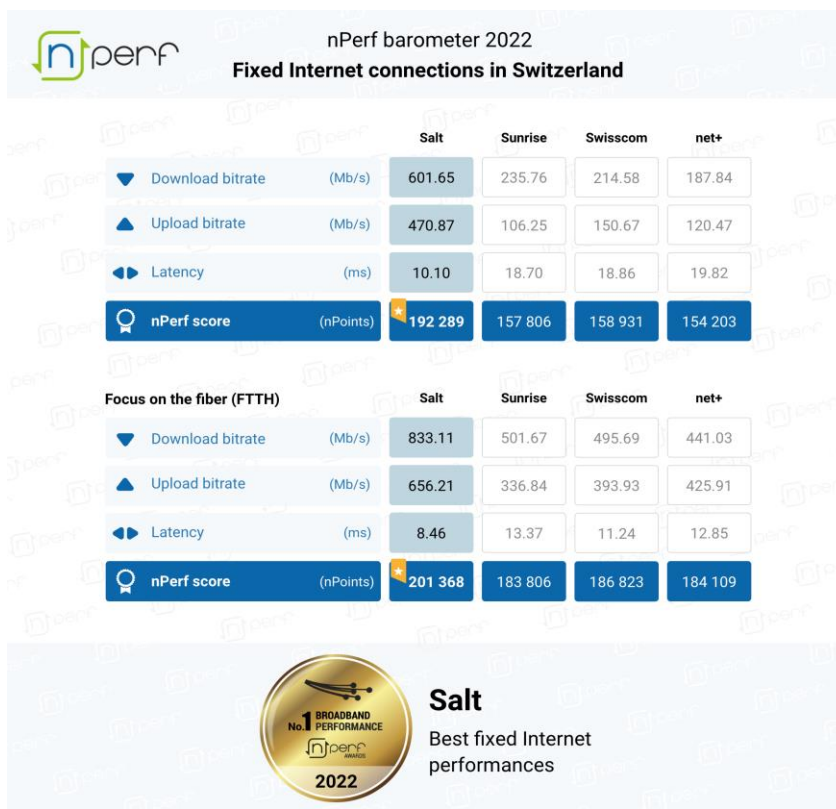 nPerf
nPerf barometer 2022
Fixed Internet connections in Switzerland
Salt Sunrise Swisscom net+
Download bitrate (Mb/s) 601.65 235.76 214.58 187.84
Upload bitrate (Mb/s) 470.87 106.25 150.67 120.47
Latency (ms) 10.10 18.70 18.86 19.82
nPerf score (nPoints) 192 289 157 806 158 931 154 203
Focus on the fiber (FTTH) Salt Sunrise Swisscom net+
Download bitrate (Mb/s) 833.11 501.67 495.69 441.03
Upload bitrate (Mb/s) 656.21 336.84 393.93 425.91
Latency (ms) 8.46 13.37 11.24 12.85
nPerf score (nPoints) 201 368 183 806 186 823 184 109
No.1 BROADBAND
PERFORMANCE
nPerf
AWARDS
2022
Salt
Best fixed Internet
performances